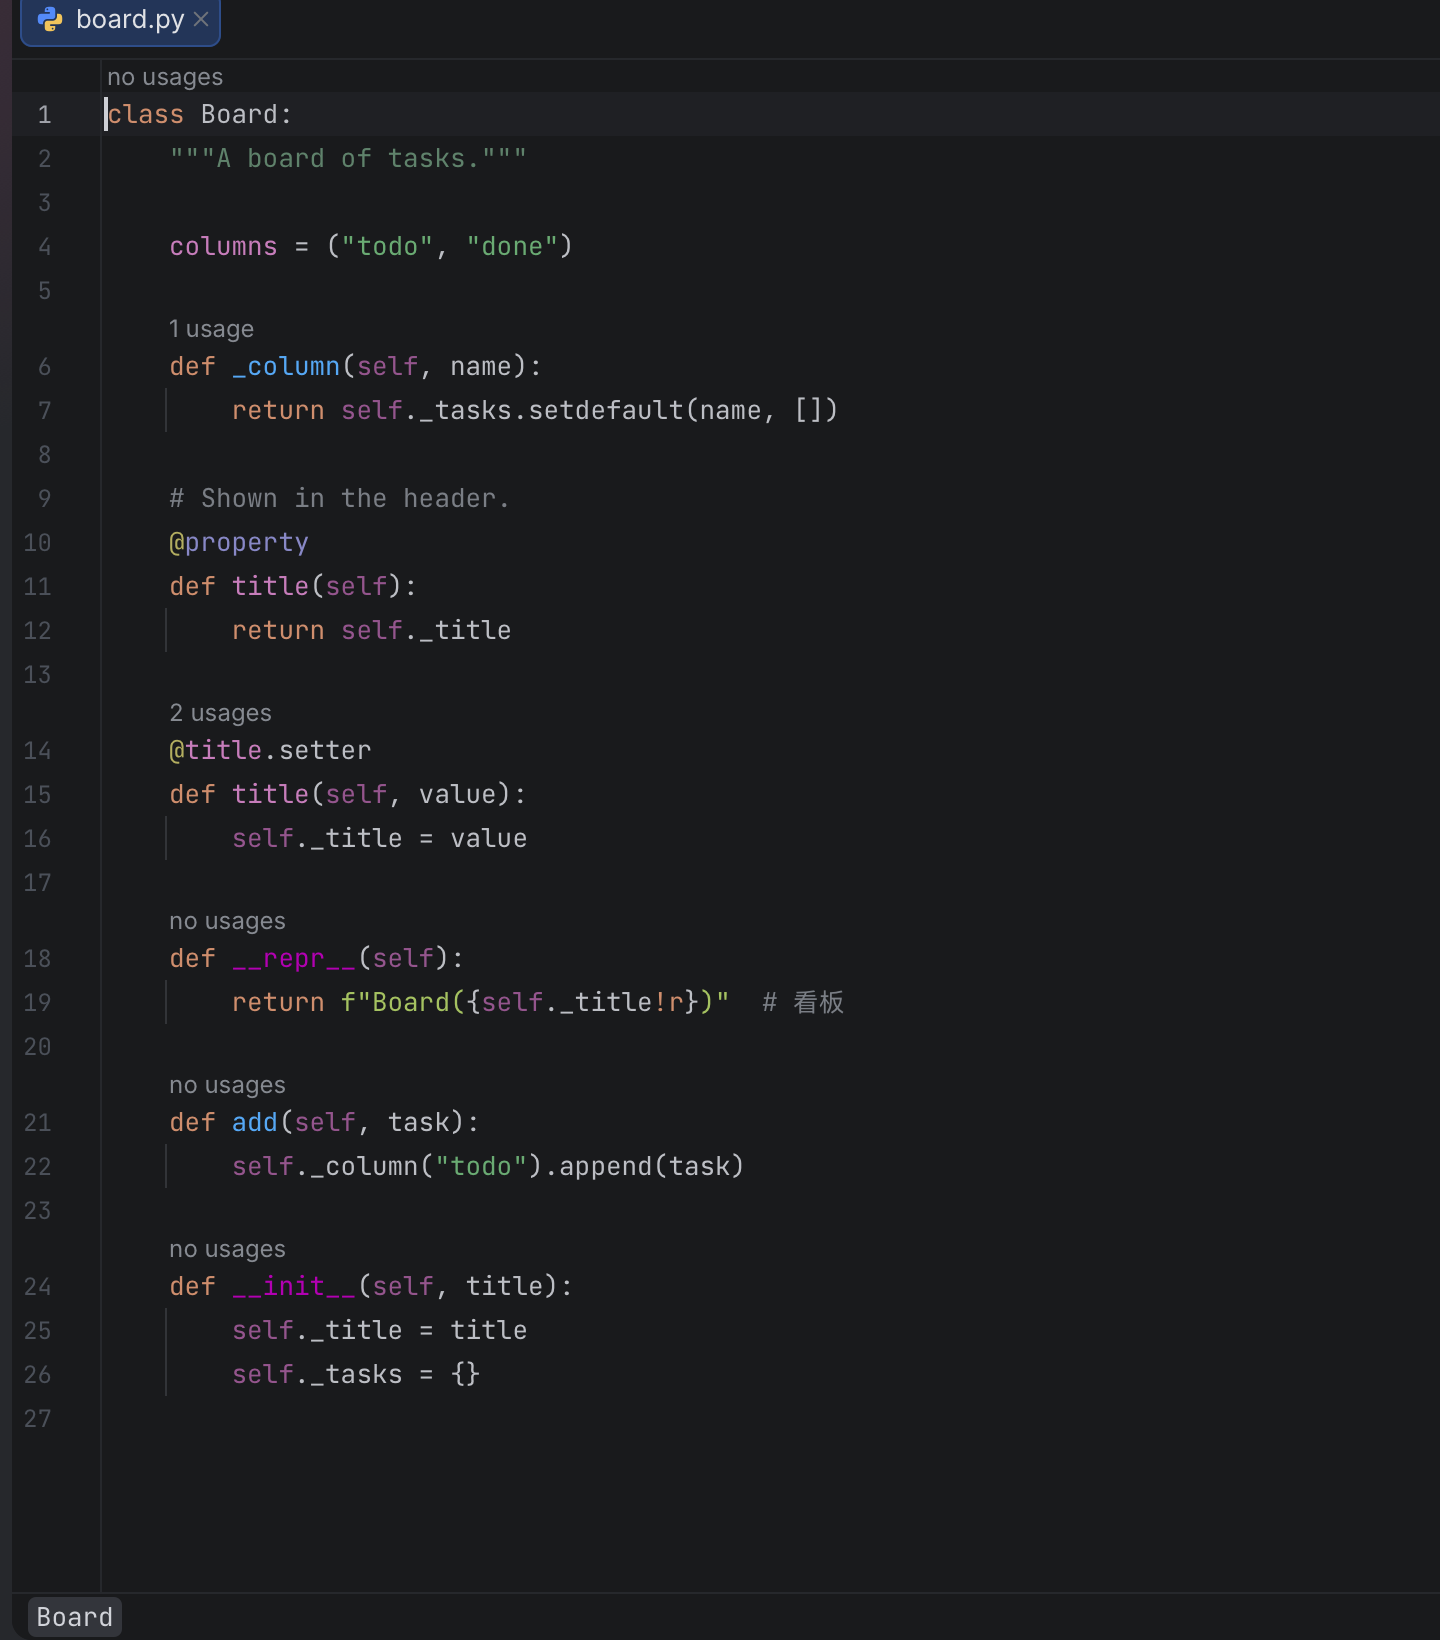 board.py
no usages
1 class Board:
2     """A board of tasks."""
3
4     columns = ("todo", "done")
5
1 usage
6     def _column(self, name):
7         return self._tasks.setdefault(name, [])
8
9     # Shown in the header.
10     @property
11     def title(self):
12         return self._title
13
2 usages
14     @title.setter
15     def title(self, value):
16         self._title = value
17
no usages
18     def __repr__(self):
19         return f"Board({self._title!r})"  # 看板
20
no usages
21     def add(self, task):
22         self._column("todo").append(task)
23
no usages
24     def __init__(self, title):
25         self._title = title
26         self._tasks = {}
27
Board